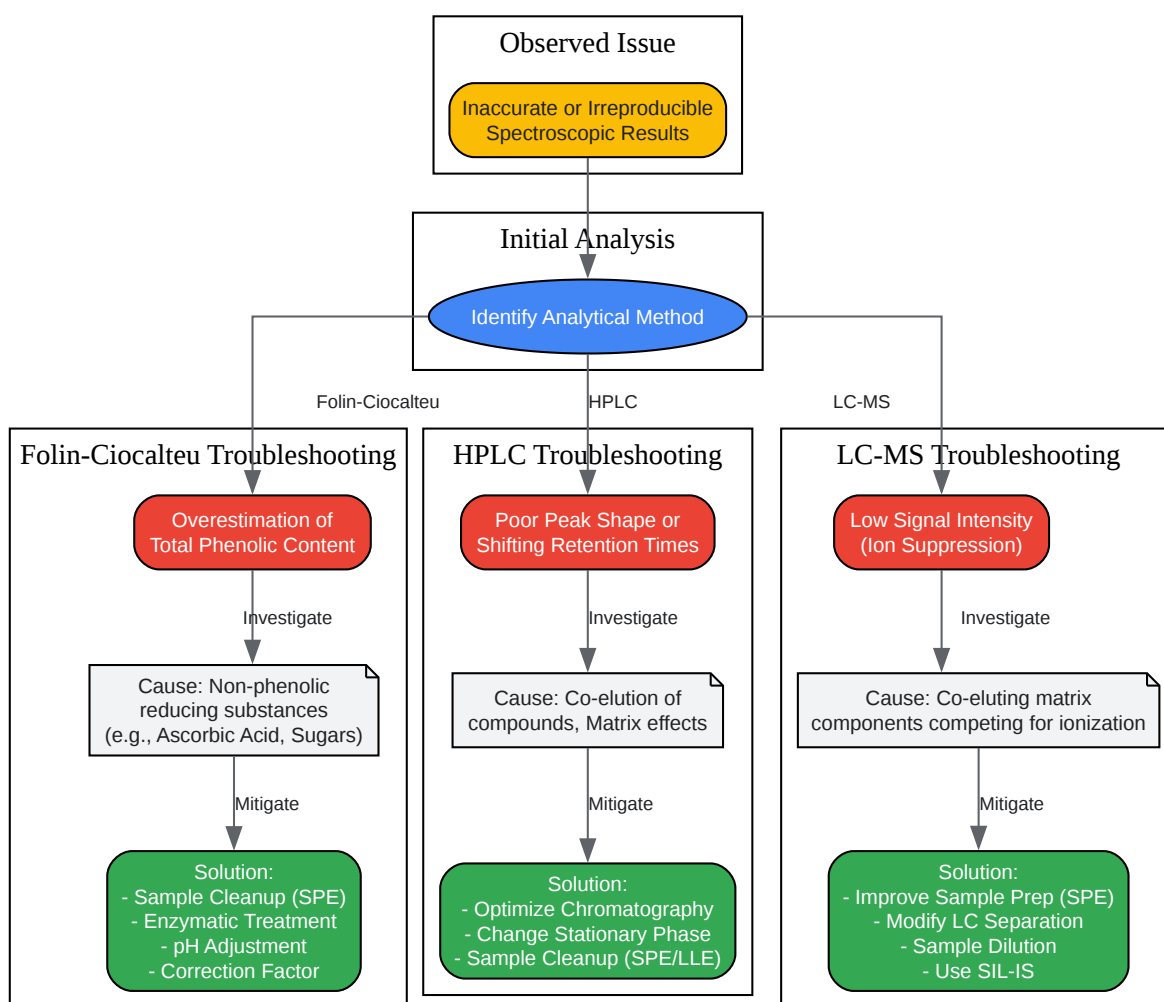 Observed Issue
Inaccurate or Irreproducible
Spectroscopic Results
Initial Analysis
Identify Analytical Method
Folin-Ciocalteu
HPLC
LC-MS
Folin-Ciocalteu Troubleshooting
Overestimation of
Total Phenolic Content
Investigate
Cause: Non-phenolic
reducing substances
(e.g., Ascorbic Acid, Sugars)
Mitigate
Solution:
- Sample Cleanup (SPE)
- Enzymatic Treatment
- pH Adjustment
- Correction Factor
HPLC Troubleshooting
Poor Peak Shape or
Shifting Retention Times
Investigate
Cause: Co-elution of
compounds, Matrix effects
Mitigate
Solution:
- Optimize Chromatography
- Change Stationary Phase
- Sample Cleanup (SPE/LLE)
LC-MS Troubleshooting
Low Signal Intensity
(Ion Suppression)
Investigate
Cause: Co-eluting matrix
components competing for ionization
Mitigate
Solution:
- Improve Sample Prep (SPE)
- Modify LC Separation
- Sample Dilution
- Use SIL-IS